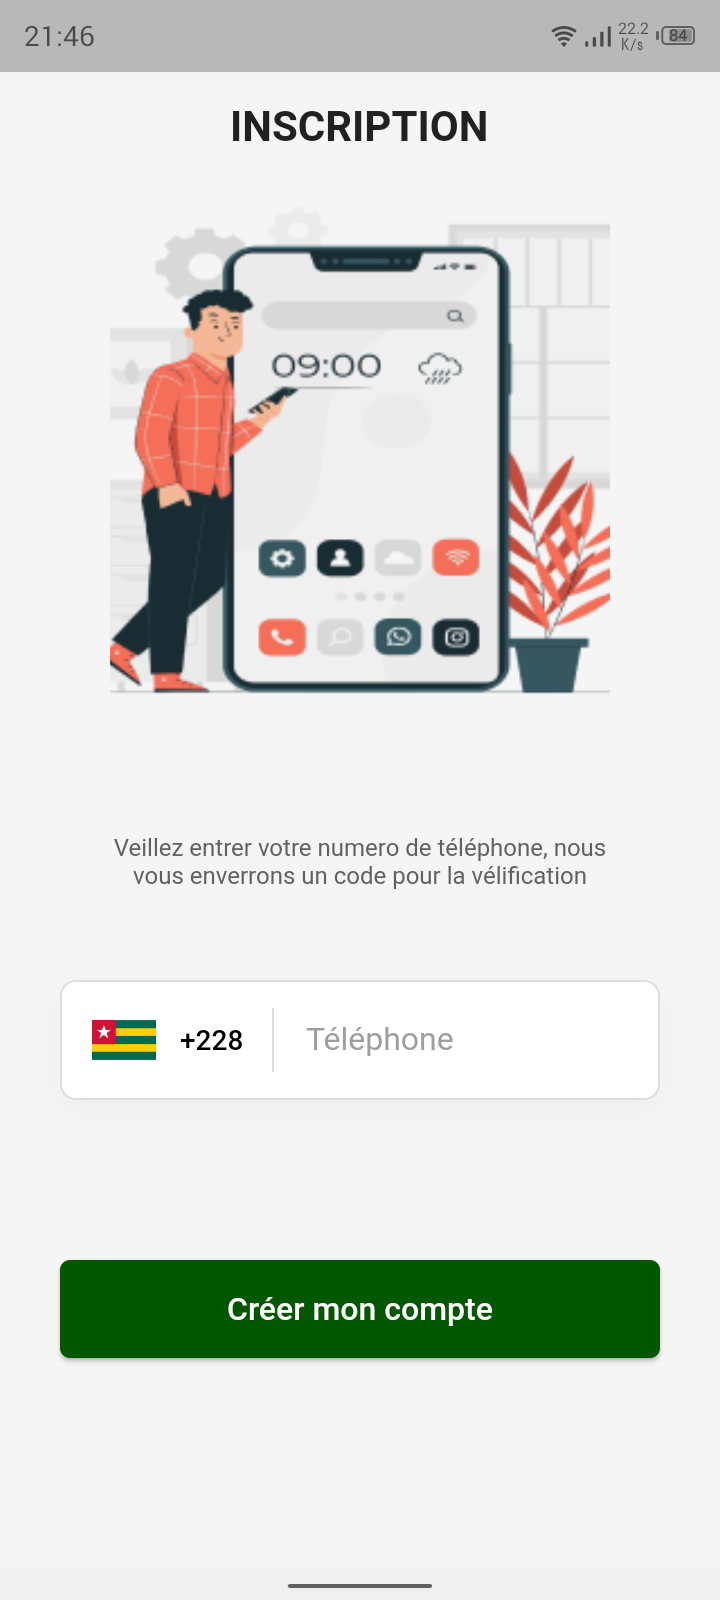 21:46
22.2
K/s
84
INSCRIPTION
09:00
Veillez entrer votre numero de téléphone, nous
vous enverrons un code pour la vélification
+228
Téléphone
Créer mon compte